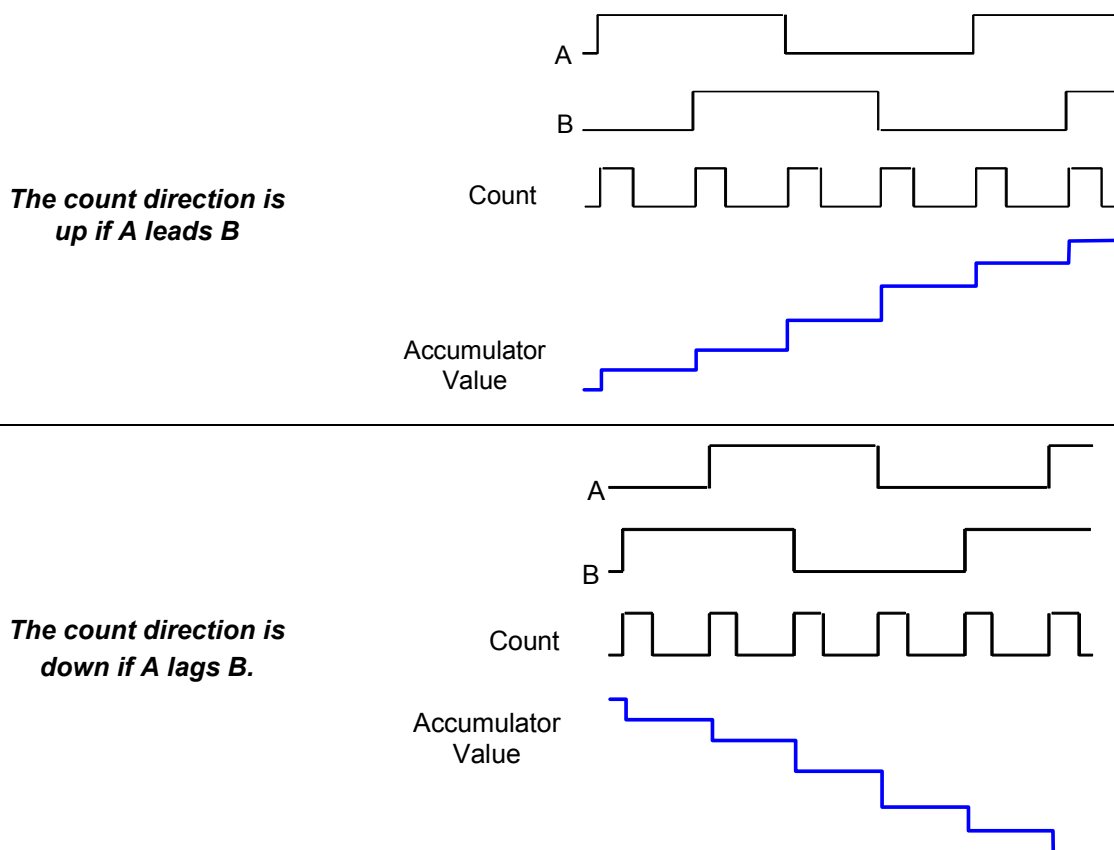 A
B
Count
The count direction is
up if A leads B
Accumulator
Value
A
B
Count
The count direction is
down if A lags B.
Accumulator
Value